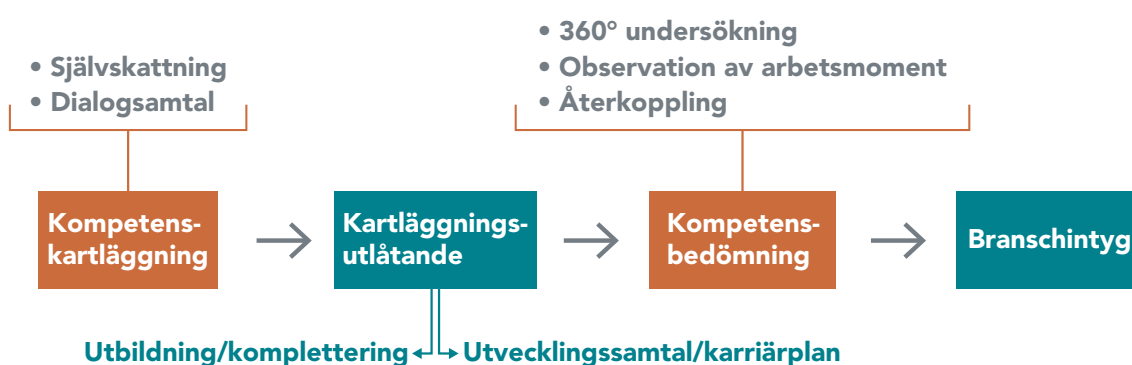 • Självskattning
• Dialogsamtal
• 360° undersökning
• Observation av arbetsmoment
• Återkoppling
Kompetens-
kartläggning
Kartläggnings-
utlåtande
Kompetens-
bedömning
Branschintyg
Utbildning/komplettering
Utvecklingssamtal/karriärplan